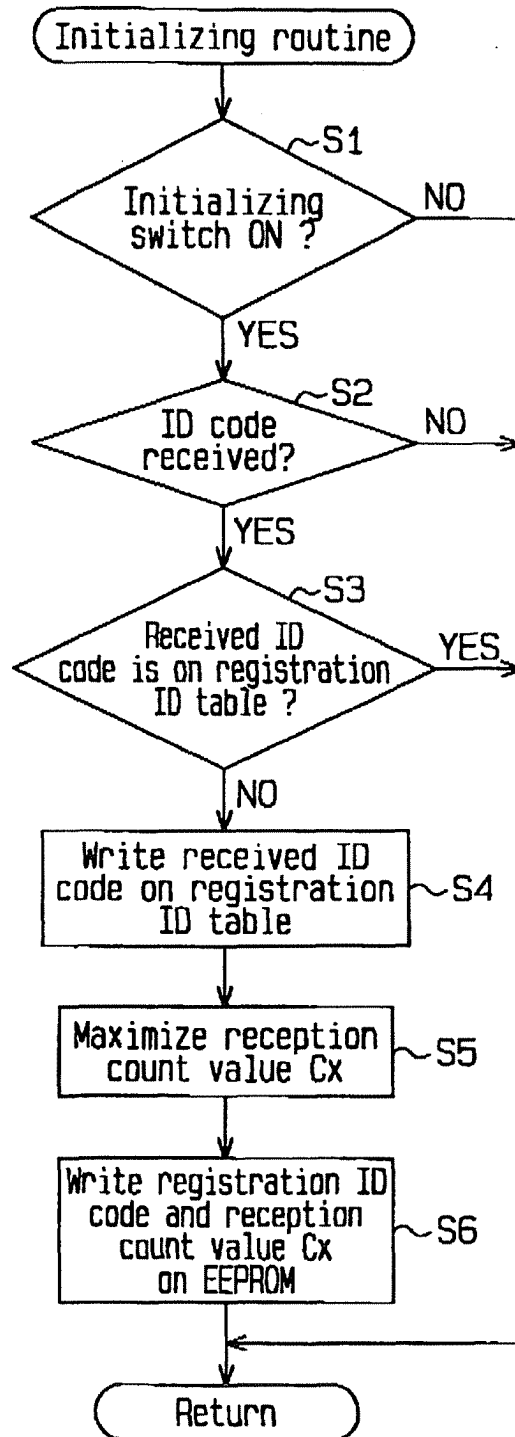 Initializing routine
S1
Initializing
switch ON ?
NO
YES
S2
ID code
received?
NO
YES
S3
Received ID
code is on registration
ID table ?
YES
NO
Write received ID
code on registration
ID table
S4
Maximize reception
count value Cx
S5
Write registration ID
code and reception
count value Cx
on EEPROM
S6
Return